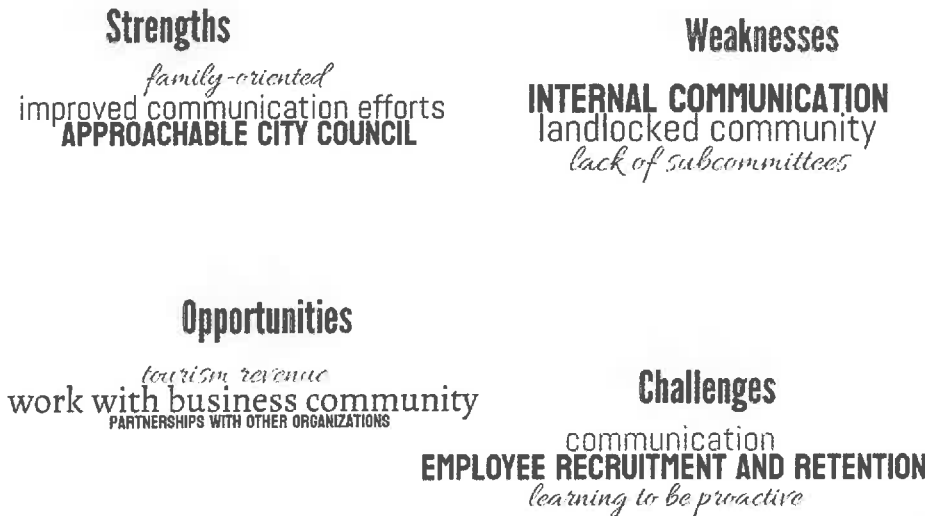 Strengths
family-oriented
improved communication efforts
APPROACHABLE CITY COUNCIL
Weaknesses
INTERNAL COMMUNICATION
landlocked community
lack of subcommittees
Opportunities
tourism revenue
work with business community
PARTNERSHIPS WITH OTHER ORGANIZATIONS
Challenges
communication
EMPLOYEE RECRUITMENT AND RETENTION
learning to be proactive